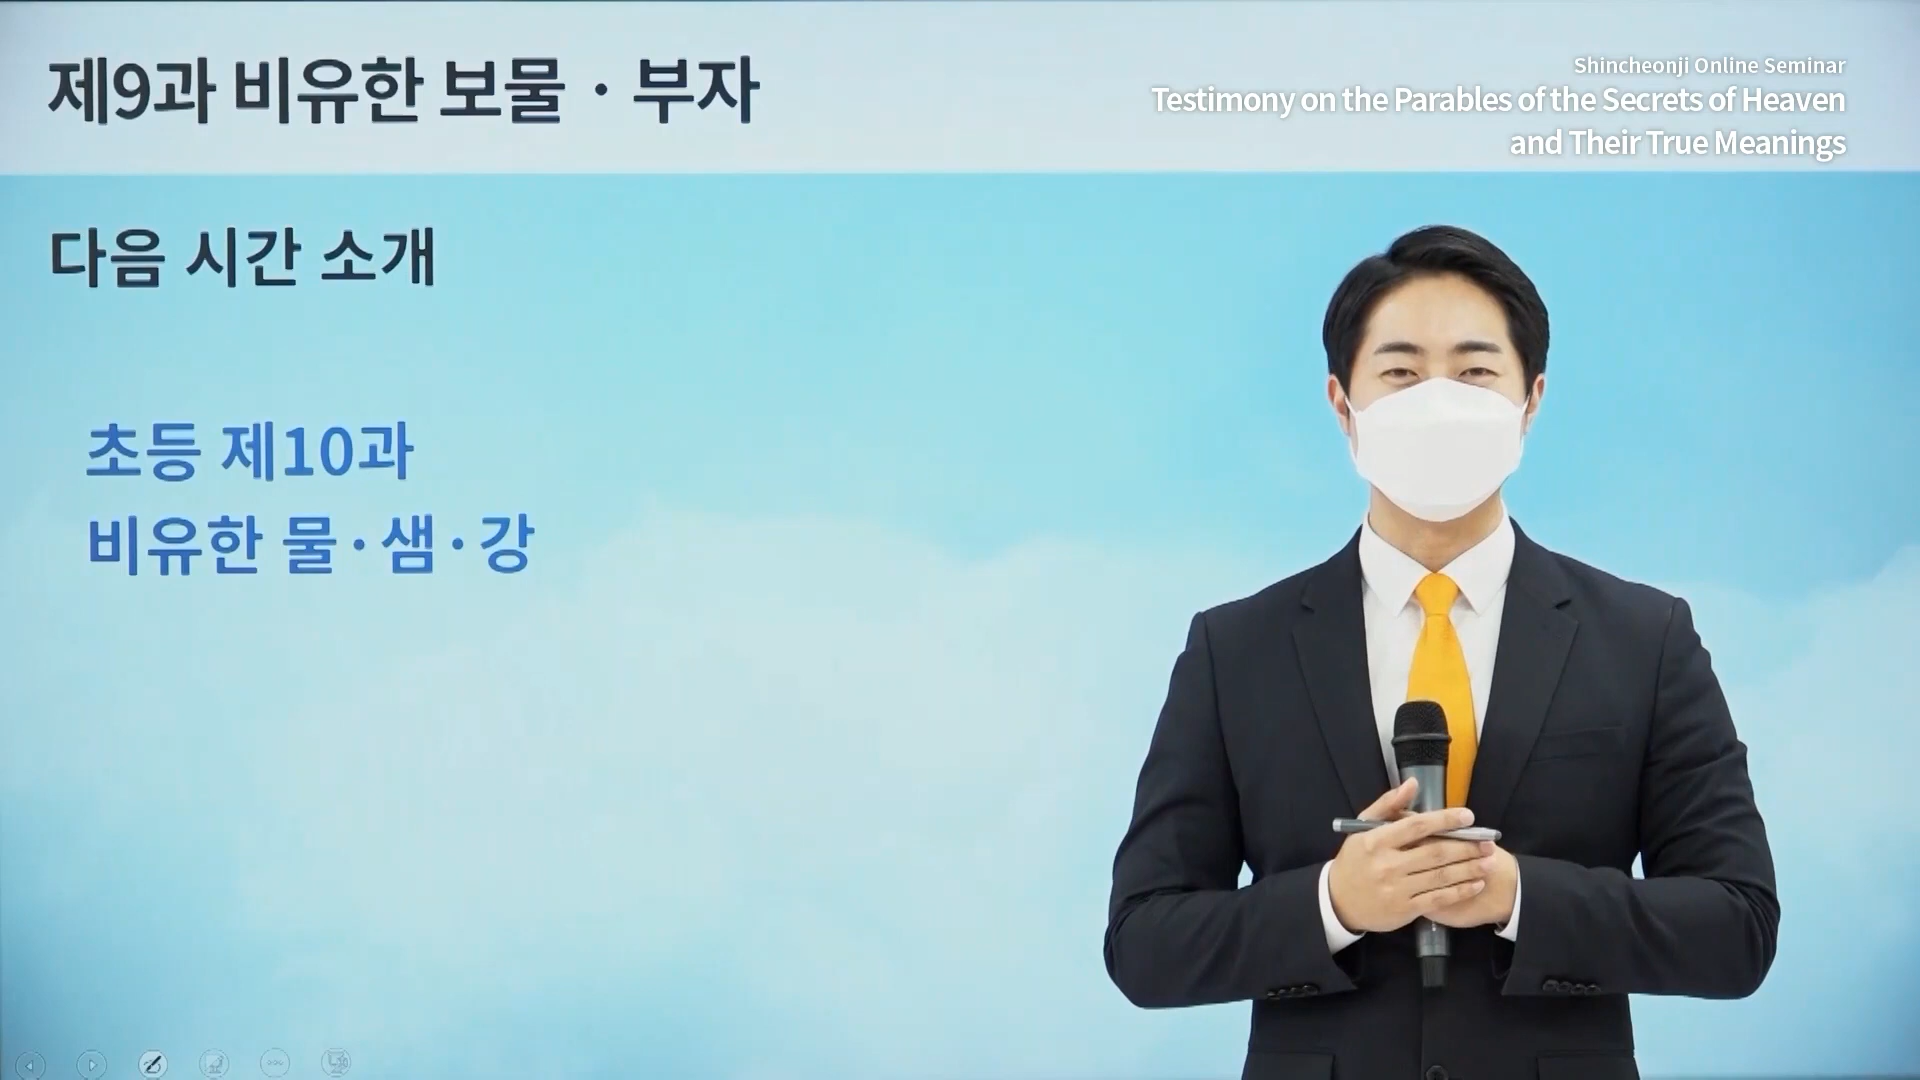 제9과 비유한 보물 · 부자
Shincheonji Online Seminar
Testimony on the Parables of the Secrets of Heaven
and Their True Meanings
다음 시간 소개
초등 제10과
비유한 물·샘·강